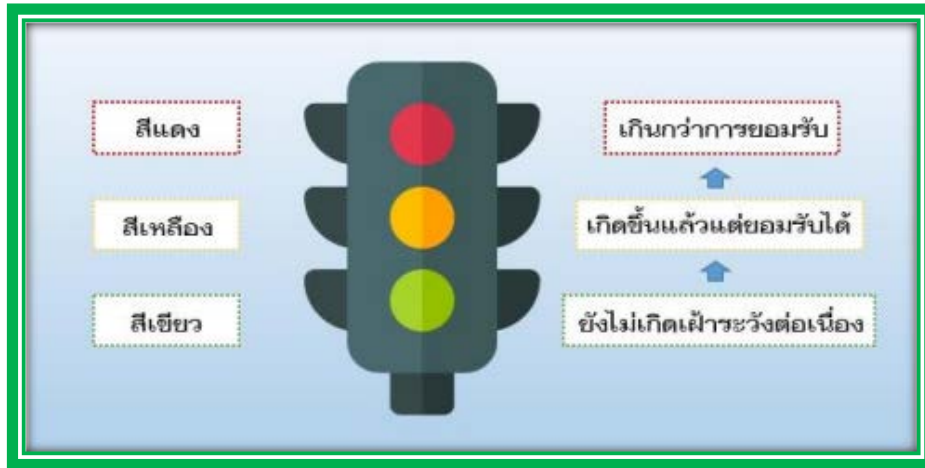 สีแดง
เกินกว่าการยอมรับ
สีเหลือง
เกิดขึ้นแล้วแต่ยอมรับได้
สีเขียว
ยังไม่เกิดเฝ้าระวังต่อเนื่อง